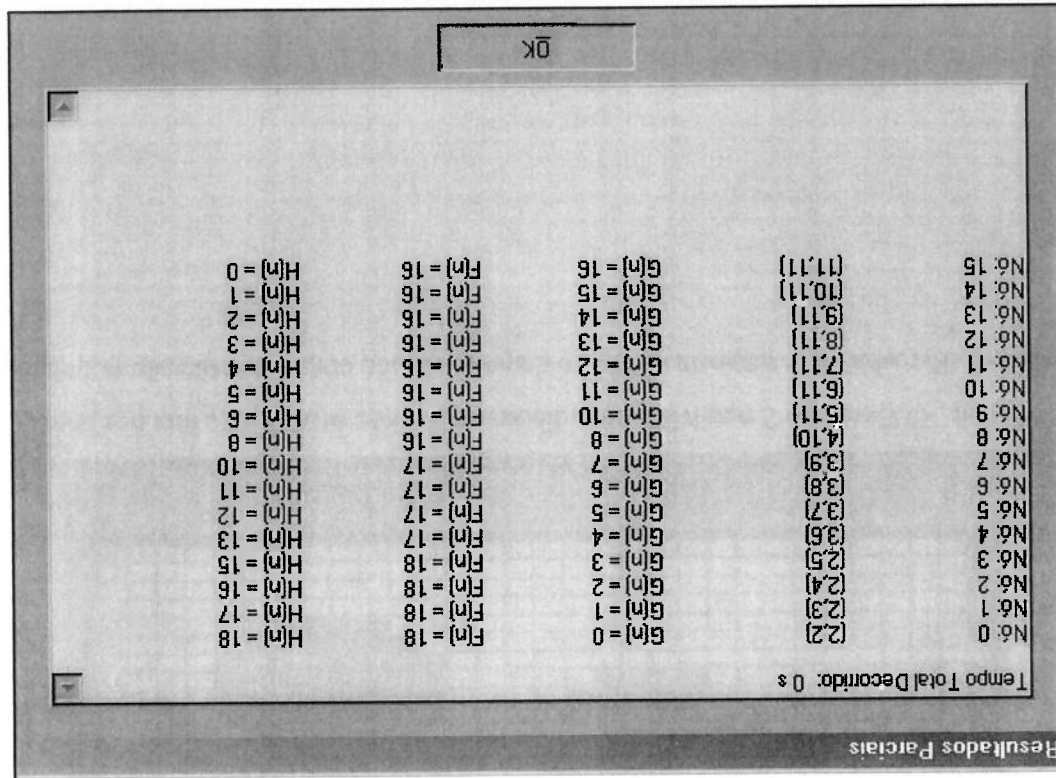 Resultados Parciais
Tempo Total Decorrido: 0 s
Nó: 0 (2,2) G(n) = 0 F(n) = 18 H(n) = 18
Nó: 1 (2,3) G(n) = 1 F(n) = 18 H(n) = 17
Nó: 2 (2,4) G(n) = 2 F(n) = 18 H(n) = 16
Nó: 3 (2,5) G(n) = 3 F(n) = 18 H(n) = 15
Nó: 4 (3,6) G(n) = 4 F(n) = 17 H(n) = 13
Nó: 5 (3,7) G(n) = 5 F(n) = 17 H(n) = 12
Nó: 6 (3,8) G(n) = 6 F(n) = 17 H(n) = 11
Nó: 7 (3,9) G(n) = 7 F(n) = 17 H(n) = 10
Nó: 8 (4,10) G(n) = 8 F(n) = 16 H(n) = 8
Nó: 9 (5,11) G(n) = 10 F(n) = 16 H(n) = 6
Nó: 10 (6,11) G(n) = 11 F(n) = 16 H(n) = 5
Nó: 11 (7,11) G(n) = 12 F(n) = 16 H(n) = 4
Nó: 12 (8,11) G(n) = 13 F(n) = 16 H(n) = 3
Nó: 13 (9,11) G(n) = 14 F(n) = 16 H(n) = 2
Nó: 14 (10,11) G(n) = 15 F(n) = 16 H(n) = 1
Nó: 15 (11,11) G(n) = 16 F(n) = 16 H(n) = 0
OK